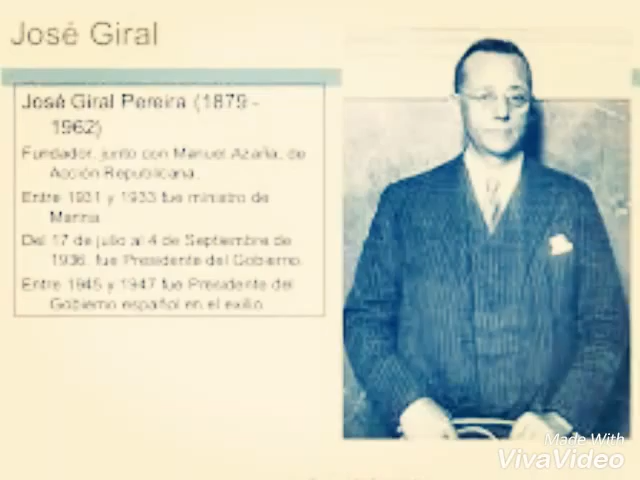 José Giral
José Giral Pereira (1879 -
1962)
Fundador, junto con Manuel Azaña, de
Acción Republicana.
Entre 1931 y 1933 fue ministro de
Marina.
Del 17 de julio al 4 de Septiembre de
1936, fue Presidente del Gobierno.
Entre 1945 y 1947 fue Presidente del
Gobierno español en el exilio.
Made With
VivaVideo